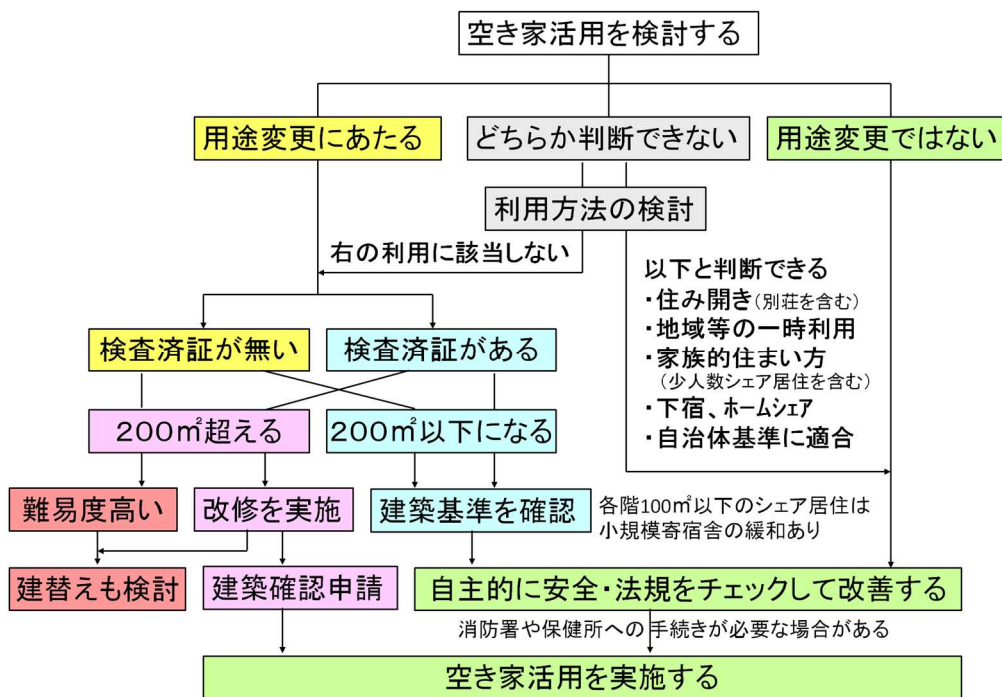 空き家活用を検討する
用途変更にあたる
どちらか判断できない
用途変更ではない
利用方法の検討
右の利用に該当しない
以下と判断できる
・住み開き(別荘を含む)
・地域等の一時利用
・家族的住まい方
(少人数シェア居住を含む)
・下宿、ホームシェア
・自治体基準に適合
検査済証が無い
検査済証がある
200㎡超える
200㎡以下になる
難易度高い
改修を実施
建築基準を確認
各階100㎡以下のシェア居住は
小規模寄宿舎の緩和あり
建替えも検討
建築確認申請
自主的に安全・法規をチェックして改善する
消防署や保健所への手続きが必要な場合がある
空き家活用を実施する